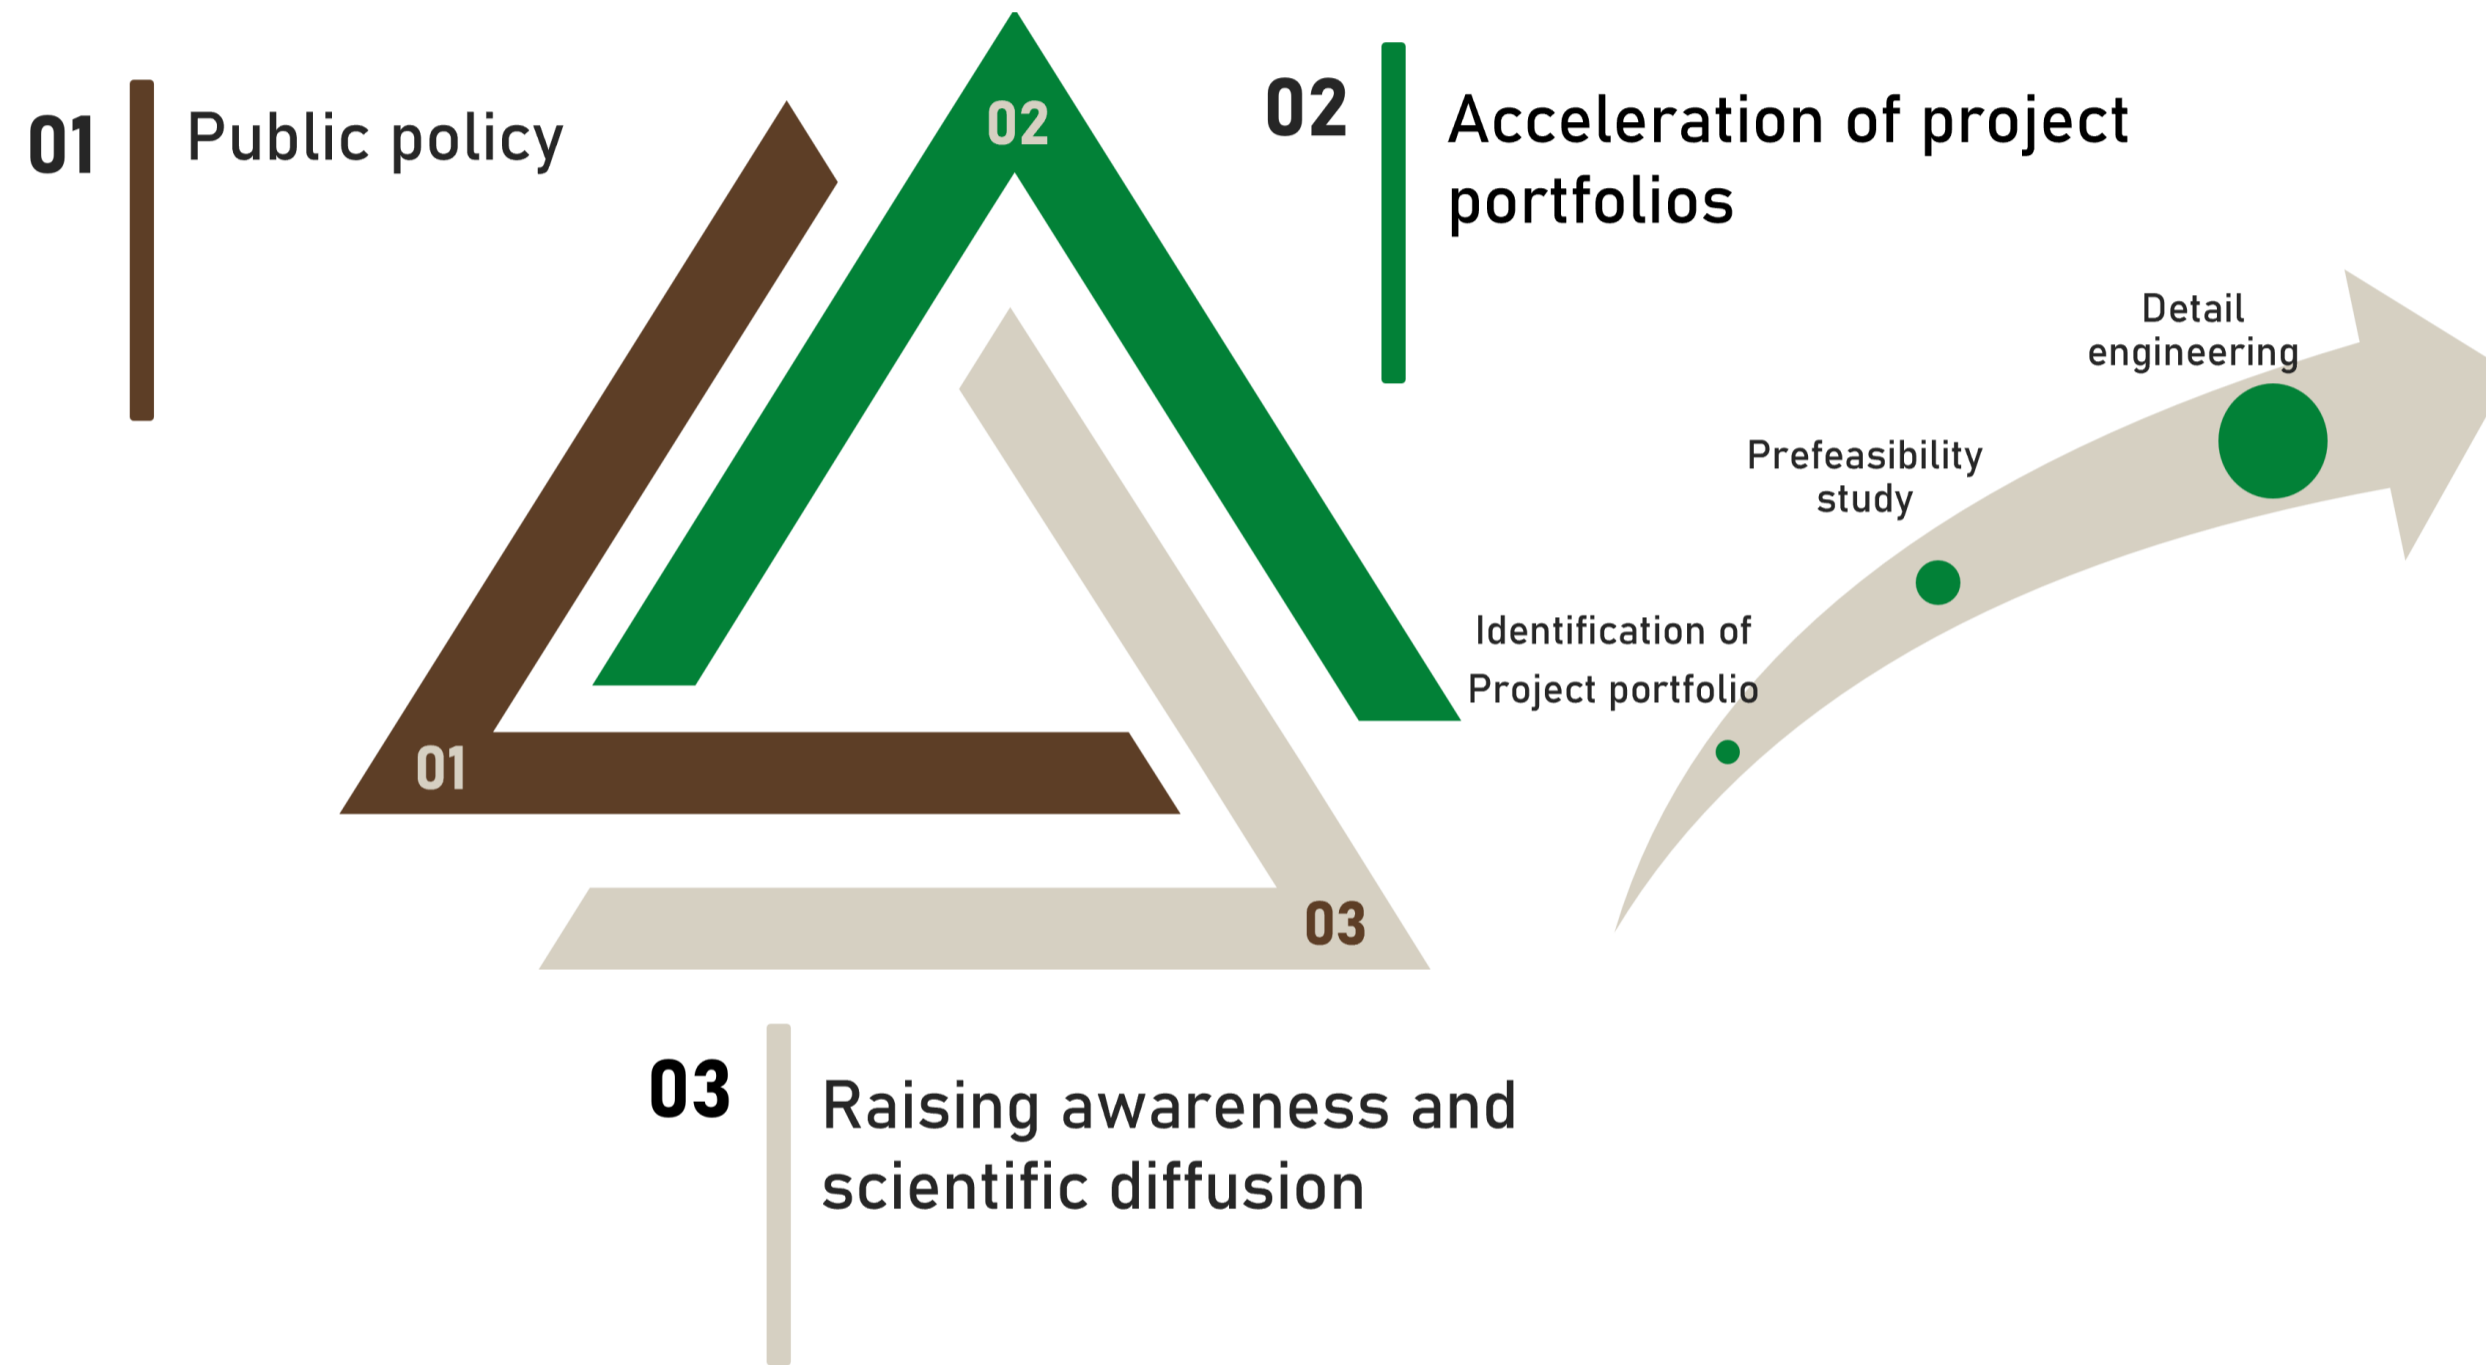 01
Public policy
02
02
Acceleration of project
portfolios
Detail
engineering
Prefeasibility
study
Identification of
Project portfolio
01
03
03
Raising awareness and
scientific diffusion